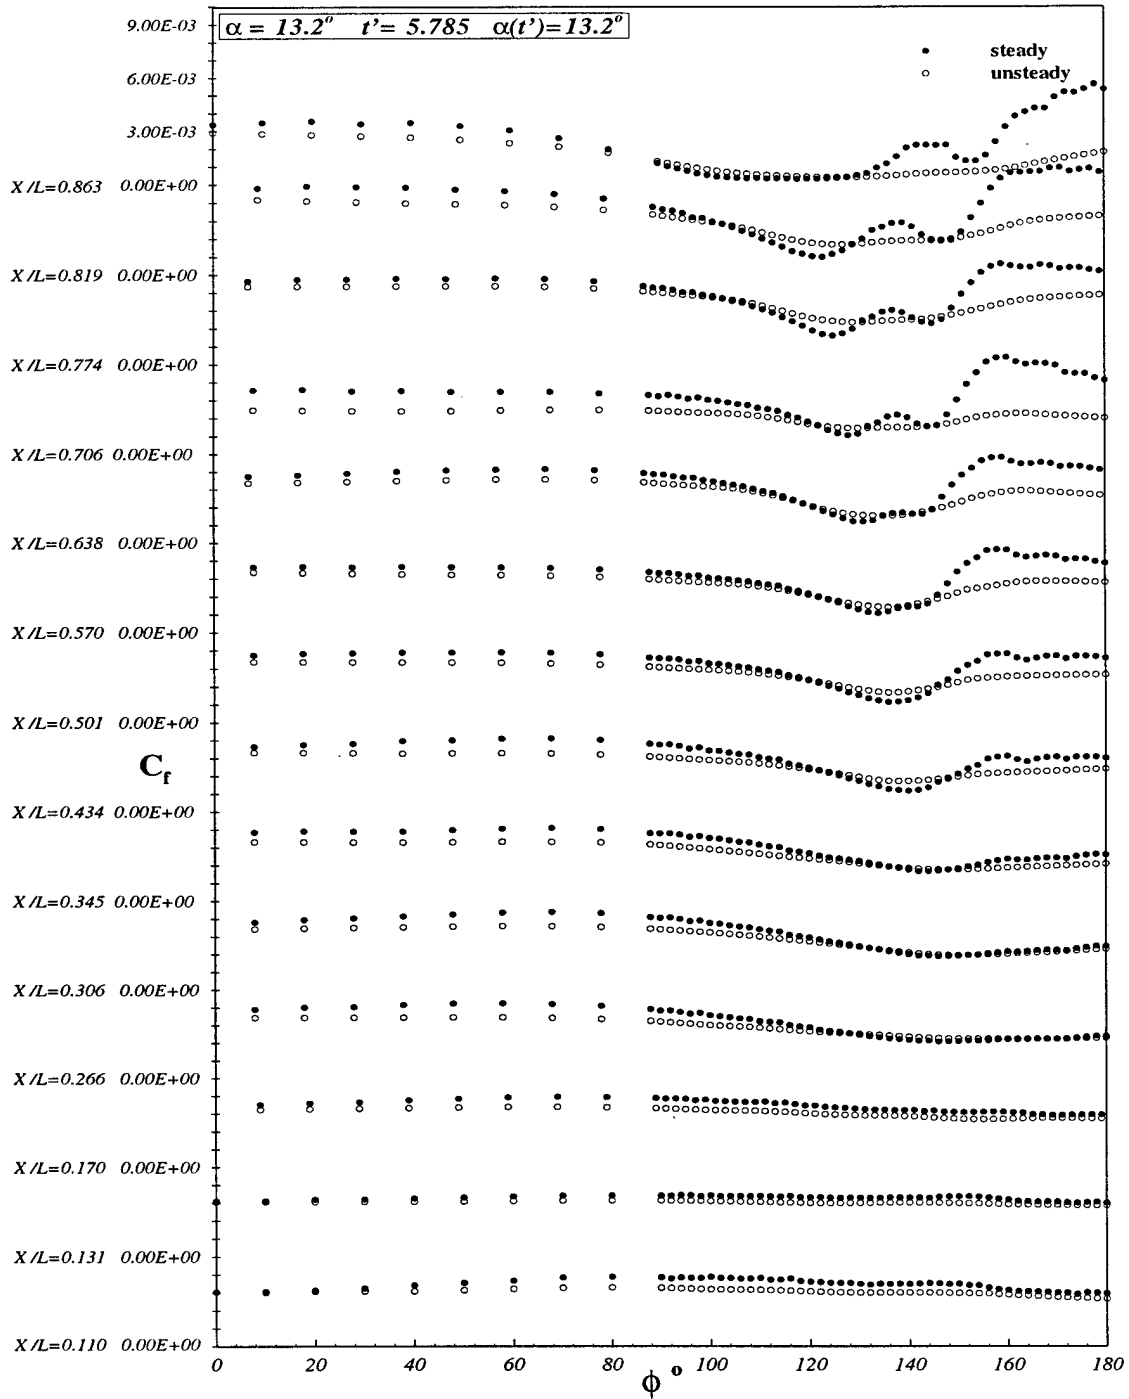 9.00E-03
α = 13.2° t' = 5.785 α(t')=13.2°
steady
6.00E-03
unsteady
3.00E-03
X/L=0.863 0.00E+00
X/L=0.819 0.00E+00
X/L=0.774 0.00E+00
X/L=0.706 0.00E+00
X/L=0.638 0.00E+00
X/L=0.570 0.00E+00
X/L=0.501 0.00E+00
C_f
X/L=0.434 0.00E+00
X/L=0.345 0.00E+00
X/L=0.306 0.00E+00
X/L=0.266 0.00E+00
X/L=0.170 0.00E+00
X/L=0.131 0.00E+00
X/L=0.110 0.00E+00
0 20 40 60 80 100 120 140 160 180
ϕ °